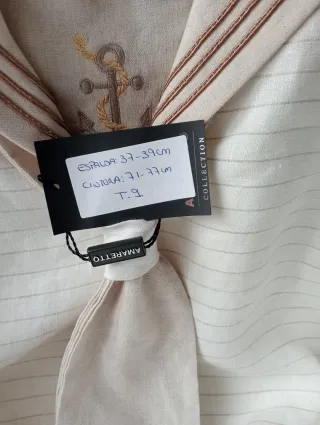 ESPALDA: 37-39cm
CINTURA: 71-77cm
T. 9
A COLLECTION
AMARETTO